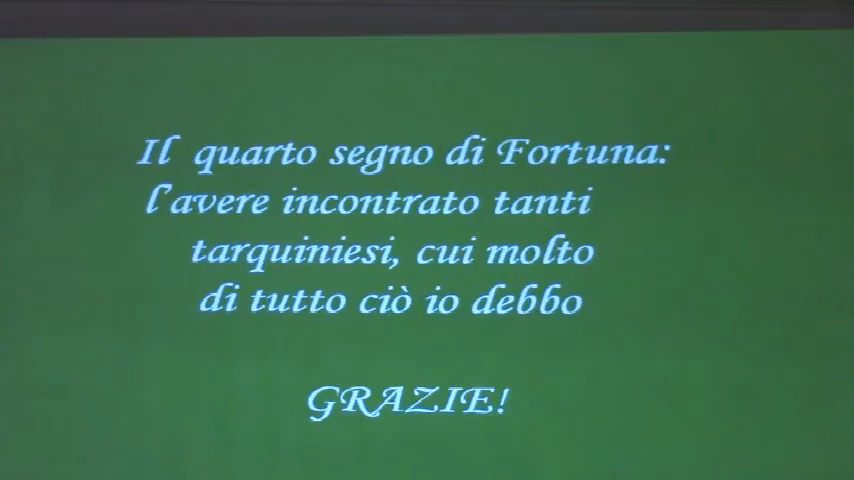 Il quarto segno di Fortuna:
l'avere incontrato tanti
tarquiniesi, cui molto
di tutto ciò io debbo
GRAZIE!